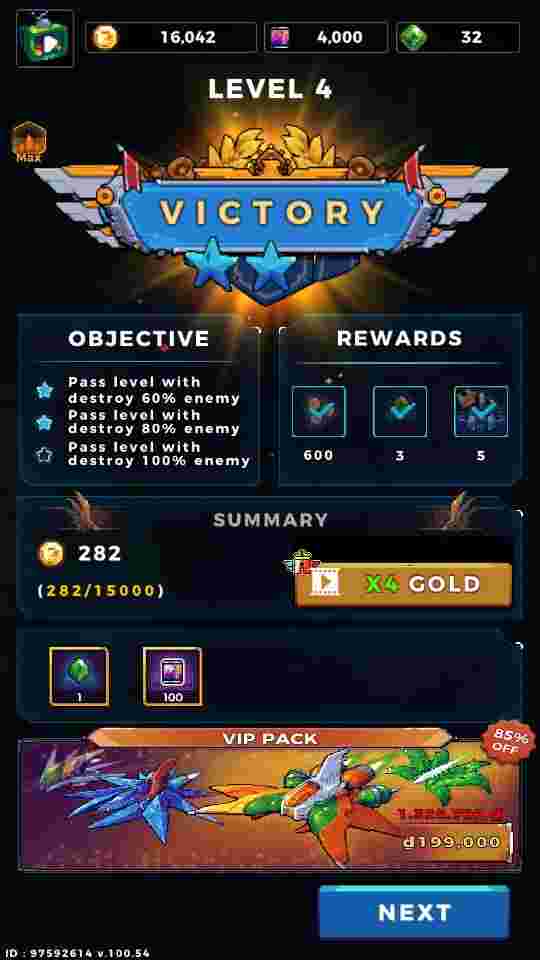 16,042
4,000
32
LEVEL 4
Max
VICTORY
OBJECTIVE
Pass level with
destroy 60% enemy
Pass level with
destroy 80% enemy
Pass level with
destroy 100% enemy
REWARDS
600
3
5
SUMMARY
282
(282/15000)
X4 GOLD
1
100
VIP PACK
85%
OFF
đ199,000
NEXT
ID : 97592614 v.100.54